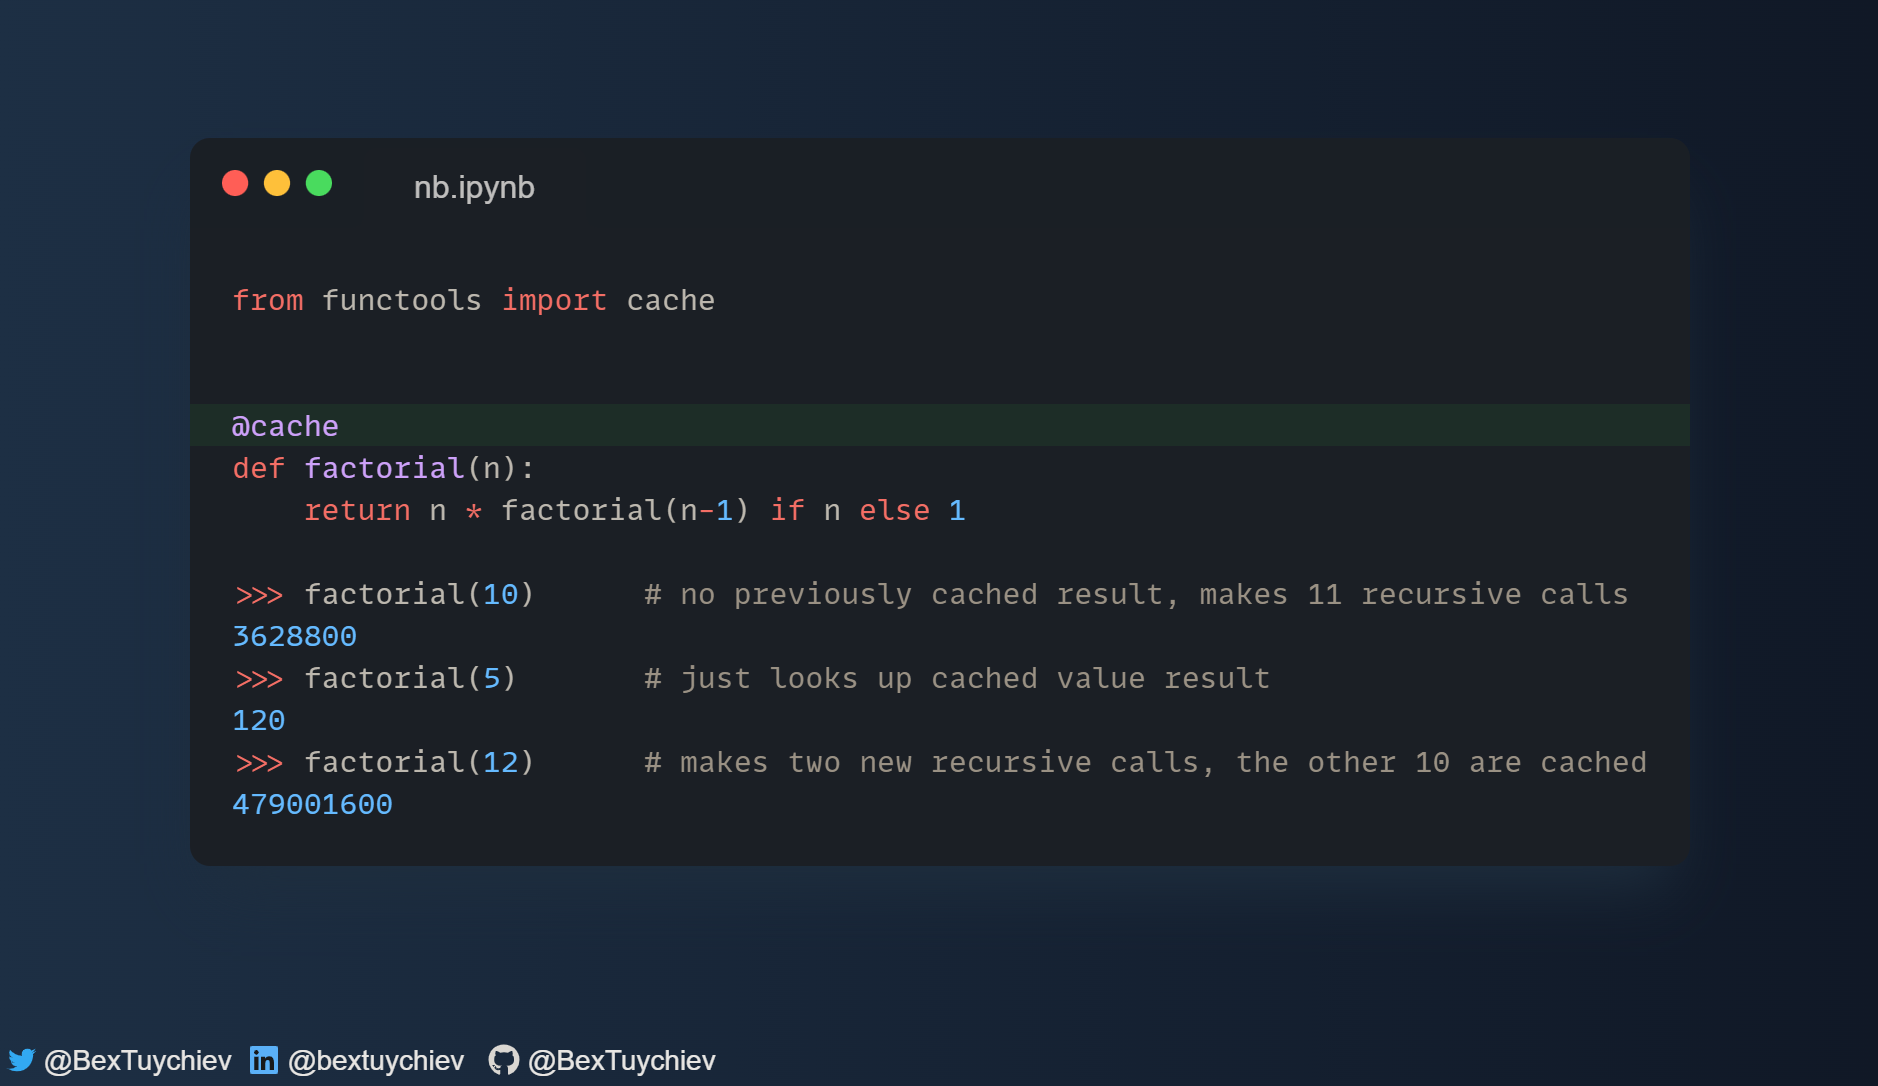 nb.ipynb
from functools import cache
@cache
def factorial(n):
    return n * factorial(n-1) if n else 1
>>> factorial(10)      # no previously cached result, makes 11 recursive calls
3628800
>>> factorial(5)       # just looks up cached value result
120
>>> factorial(12)      # makes two new recursive calls, the other 10 are cached
479001600
@BexTuychiev in @bextuychiev @BexTuychiev